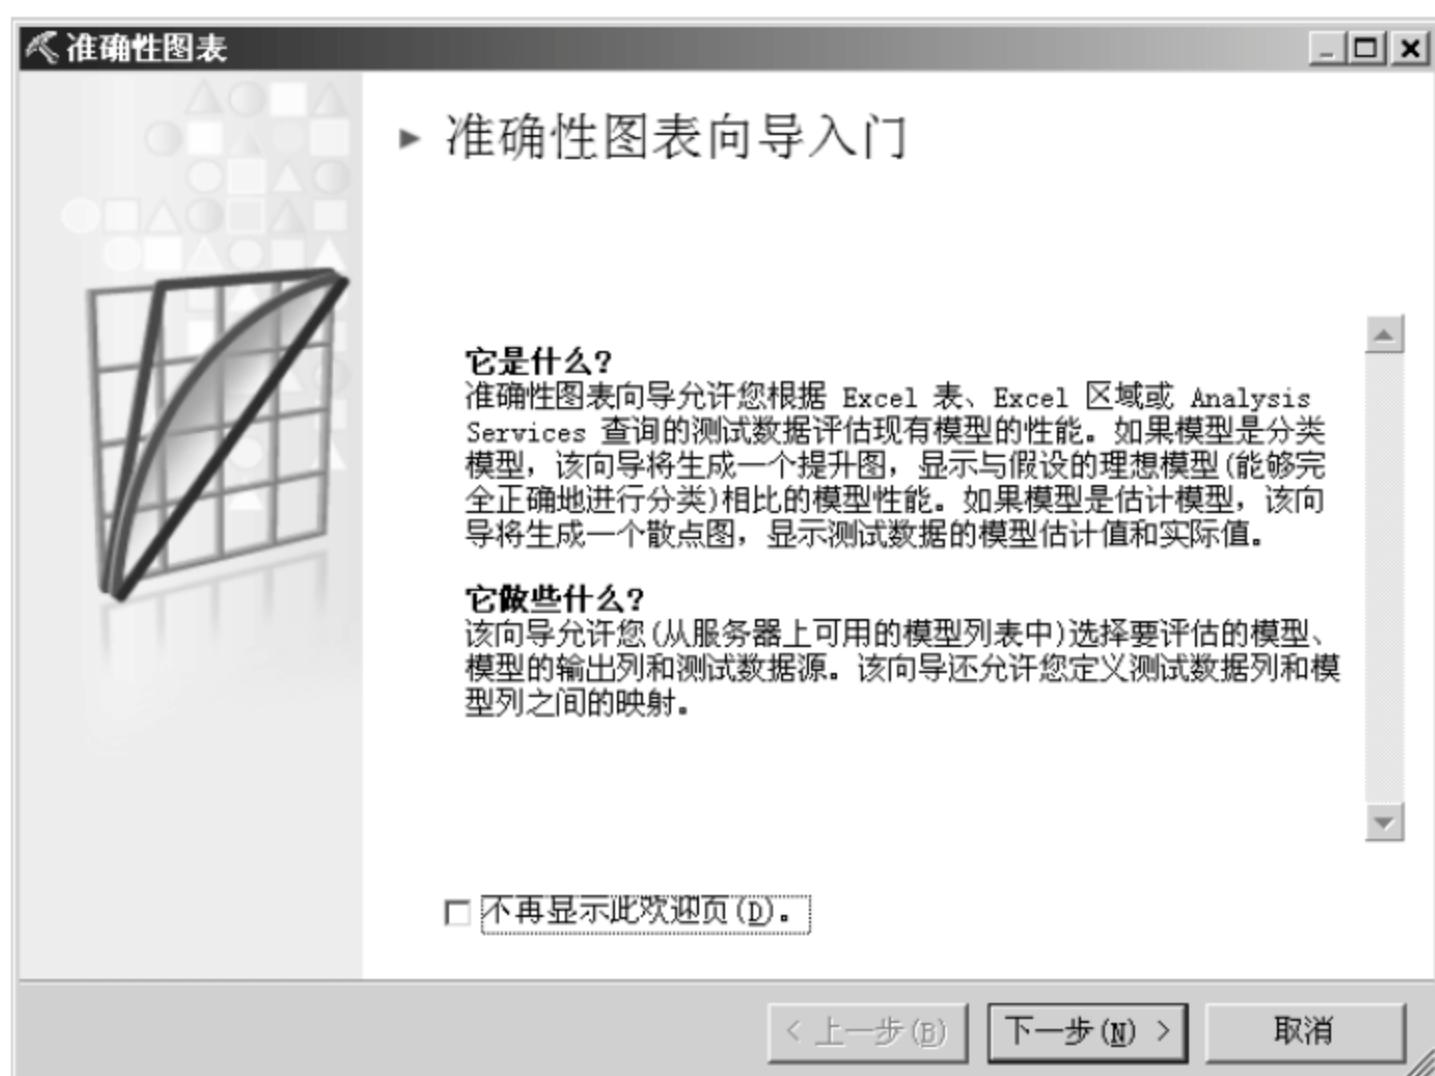 准确性图表
准确性图表向导入门
它是什么?
准确性图表向导允许您根据 Excel 表、Excel 区域或 Analysis
Services 查询的测试数据评估现有模型的性能。如果模型是分类
模型，该向导将生成一个提升图，显示与假设的理想模型(能够完
全正确地进行分类)相比的模型性能。如果模型是估计模型，该向
导将生成一个散点图，显示测试数据的模型估计值和实际值。
它做些什么?
该向导允许您(从服务器上可用的模型列表中)选择要评估的模型、
模型的输出列和测试数据源。该向导还允许您定义测试数据列和模
型列之间的映射。
不再显示此欢迎页(D)。
< 上一步(B)
下一步(N) >
取消